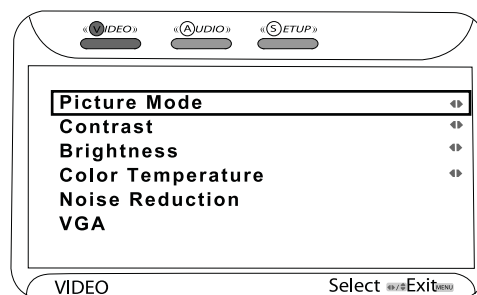 VIDEO AUDIO SETUP
Picture Mode
Contrast
Brightness
Color Temperature
Noise Reduction
VGA
VIDEO Select Exit MENU